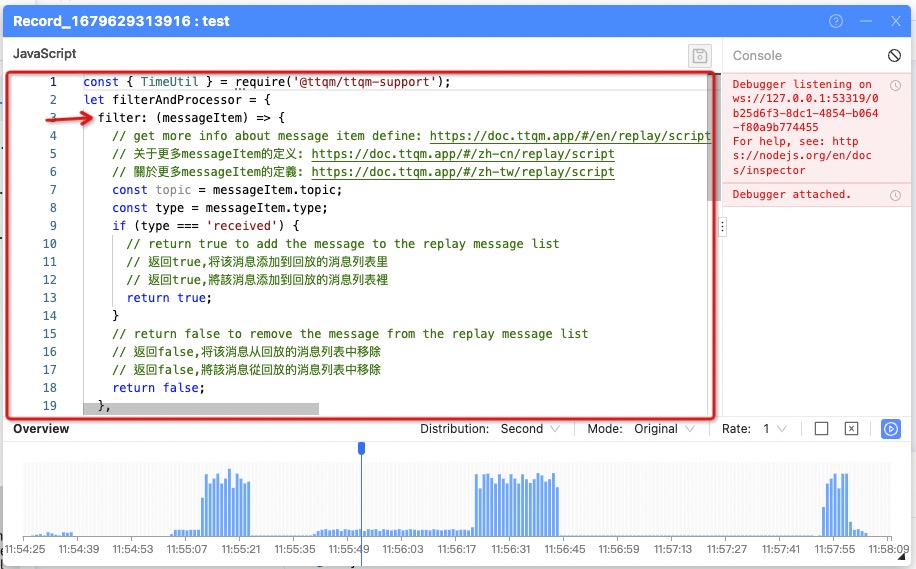 Record_1679629313916 : test
JavaScript
Console
1 const { TimeUtil } = require('@ttqm/ttqm-support');
2 let filterAndProcessor = {
3 filter: (messageItem) => {
4 // get more info about message item define: https://doc.ttqm.app/#/en/replay/script
5 // 关于更多messageItem的定义: https://doc.ttqm.app/#/zh-cn/replay/script
6 // 關於更多messageItem的定義: https://doc.ttqm.app/#/zh-tw/replay/script
7 const topic = messageItem.topic;
8 const type = messageItem.type;
9 if (type === 'received') {
10 // return true to add the message to the replay message list
11 // 返回true,将该消息添加到回放的消息列表里
12 // 返回true,將該消息添加到回放的消息列表裡
13 return true;
14 }
15 // return false to remove the message from the replay message list
16 // 返回false,将该消息从回放的消息列表中移除
17 // 返回false,將該消息從回放的消息列表中移除
18 return false;
19 },
Debugger listening on
ws://127.0.0.1:53319/0
b25d6f3-8dc1-4854-b064
-f80a9b774455
For help, see: http
s://nodejs.org/en/doc
s/inspector
Debugger attached.
Overview
Distribution: Second Mode: Original Rate: 1
11:54:25 11:54:39 11:54:53 11:55:07 11:55:21 11:55:35 11:55:49 11:56:03 11:56:17 11:56:31 11:56:45 11:56:59 11:57:13 11:57:27 11:57:41 11:57:55 11:58:09